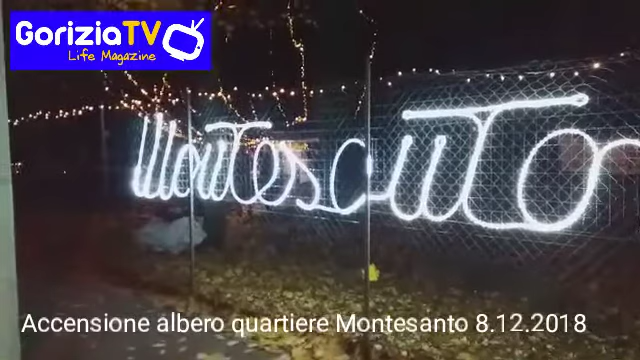 GoriziaTV
Life Magazine
Montesanto
Accensione albero quartiere Montesanto 8.12.2018